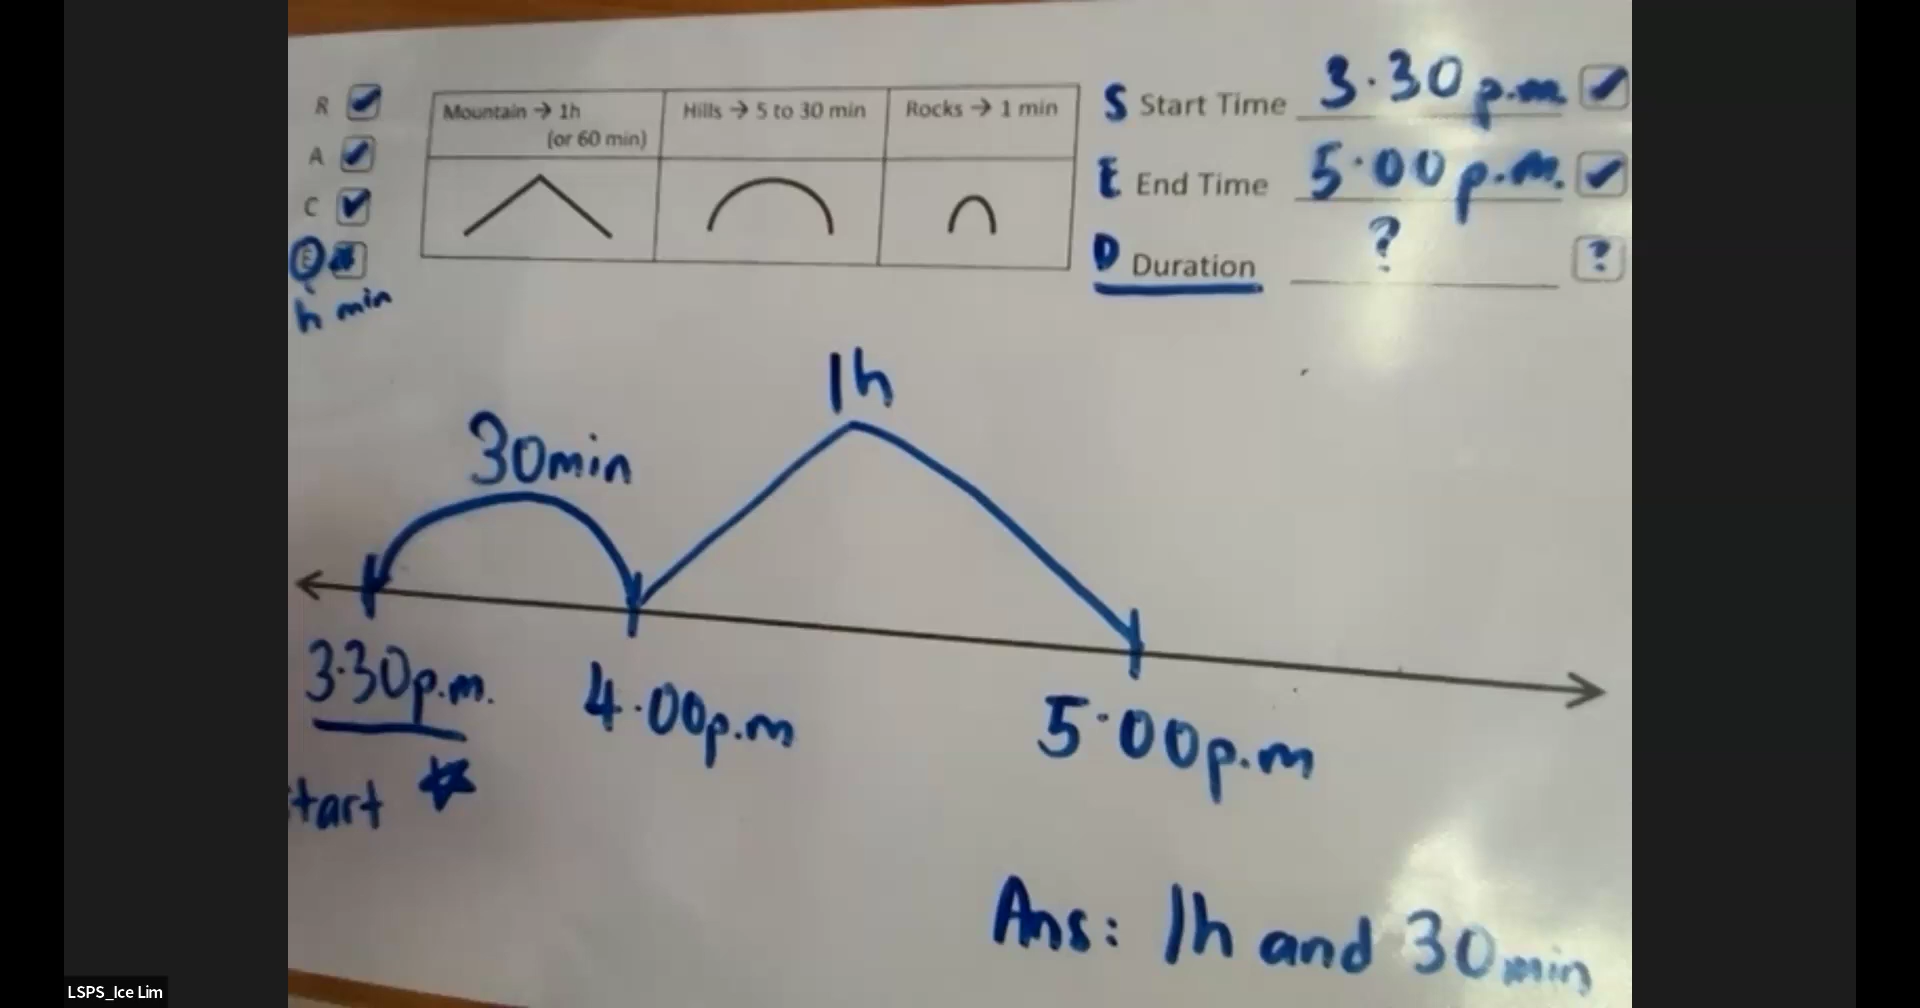 R
A
C
E
h min
Mountain → 1h
(or 60 min)
Hills → 5 to 30 min
Rocks → 1 min
S Start Time 3.30 p.m.
E End Time 5.00 p.m.
D Duration ?
?
1h
30min
3.30p.m.
4.00p.m
5.00p.m
tart
Ans: 1h and 30min
LSPS_Ice Lim